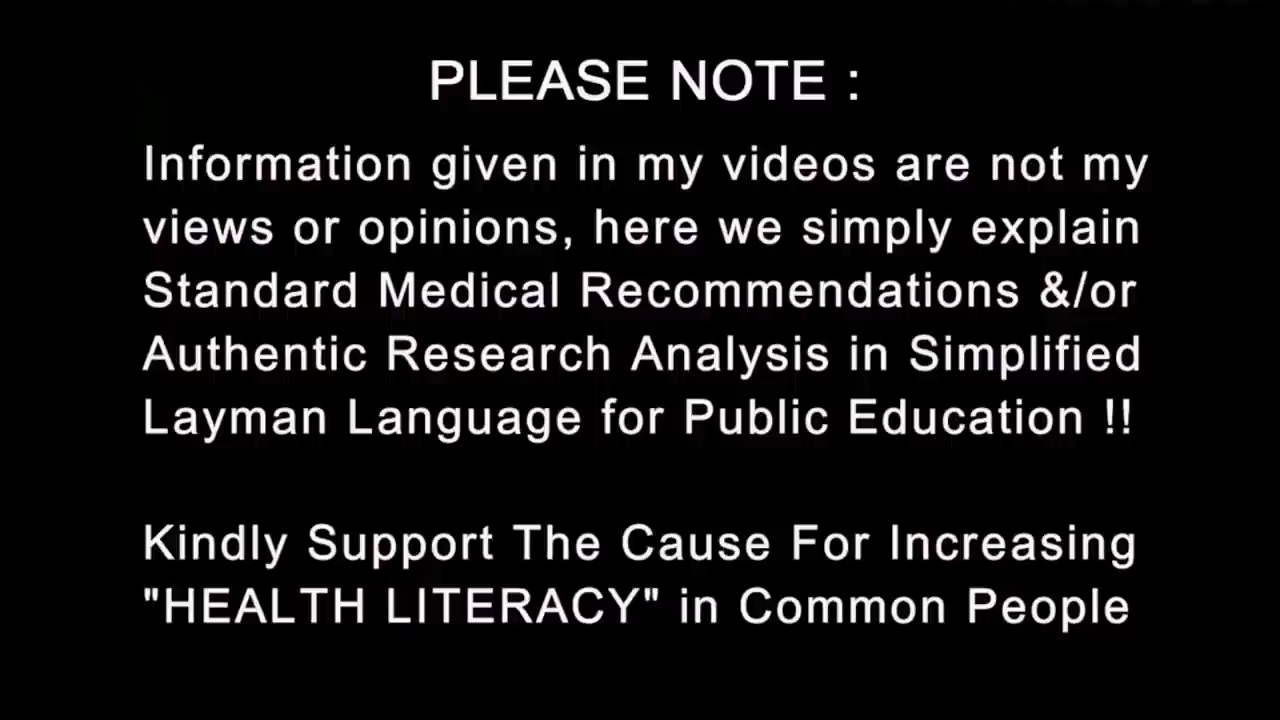 PLEASE NOTE :
Information given in my videos are not my
views or opinions, here we simply explain
Standard Medical Recommendations &/or
Authentic Research Analysis in Simplified
Layman Language for Public Education !!
Kindly Support The Cause For Increasing
"HEALTH LITERACY" in Common People